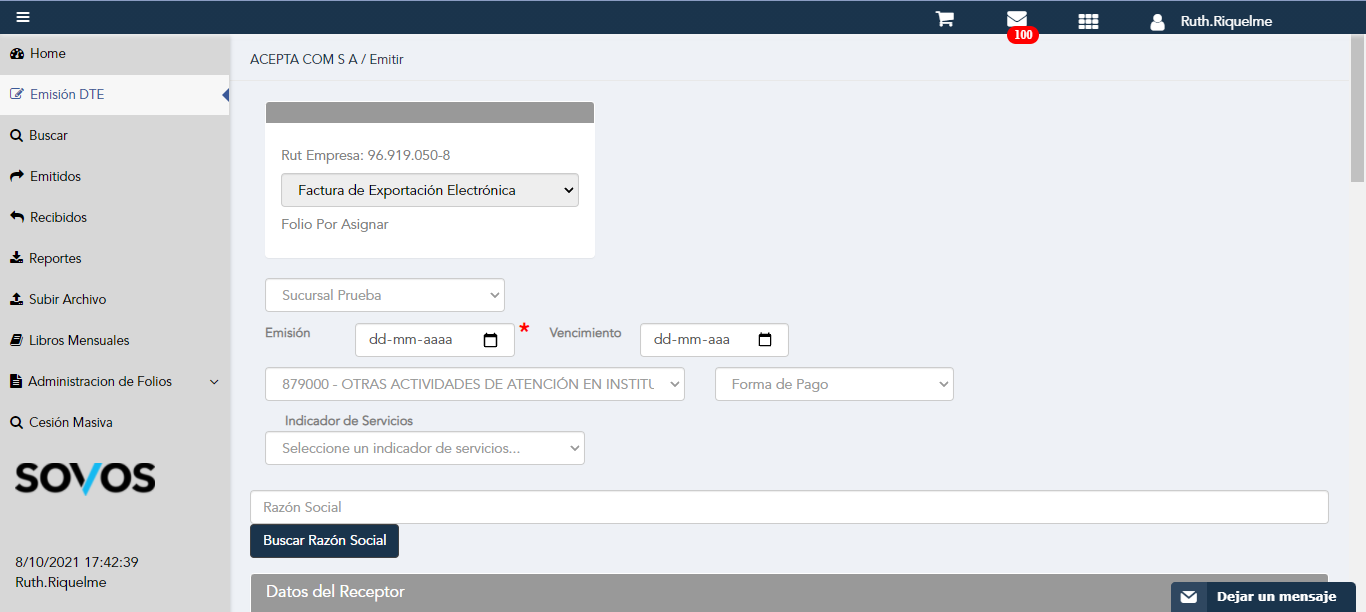 Ruth.Riquelme
100
Home
ACEPTA COM S A / Emitir
Emisión DTE
Buscar
Emitidos
Recibidos
Reportes
Subir Archivo
Libros Mensuales
Administracion de Folios
Cesión Masiva
SOVOS
8/10/2021 17:42:39
Ruth.Riquelme
Rut Empresa: 96.919.050-8
Factura de Exportación Electrónica
Folio Por Asignar
Sucursal Prueba
Emisión dd-mm-aaaa * Vencimiento dd-mm-aaa
879000 - OTRAS ACTIVIDADES DE ATENCIÓN EN INSTITU Forma de Pago
Indicador de Servicios
Seleccione un indicador de servicios...
Razón Social
Buscar Razón Social
Datos del Receptor
Dejar un mensaje